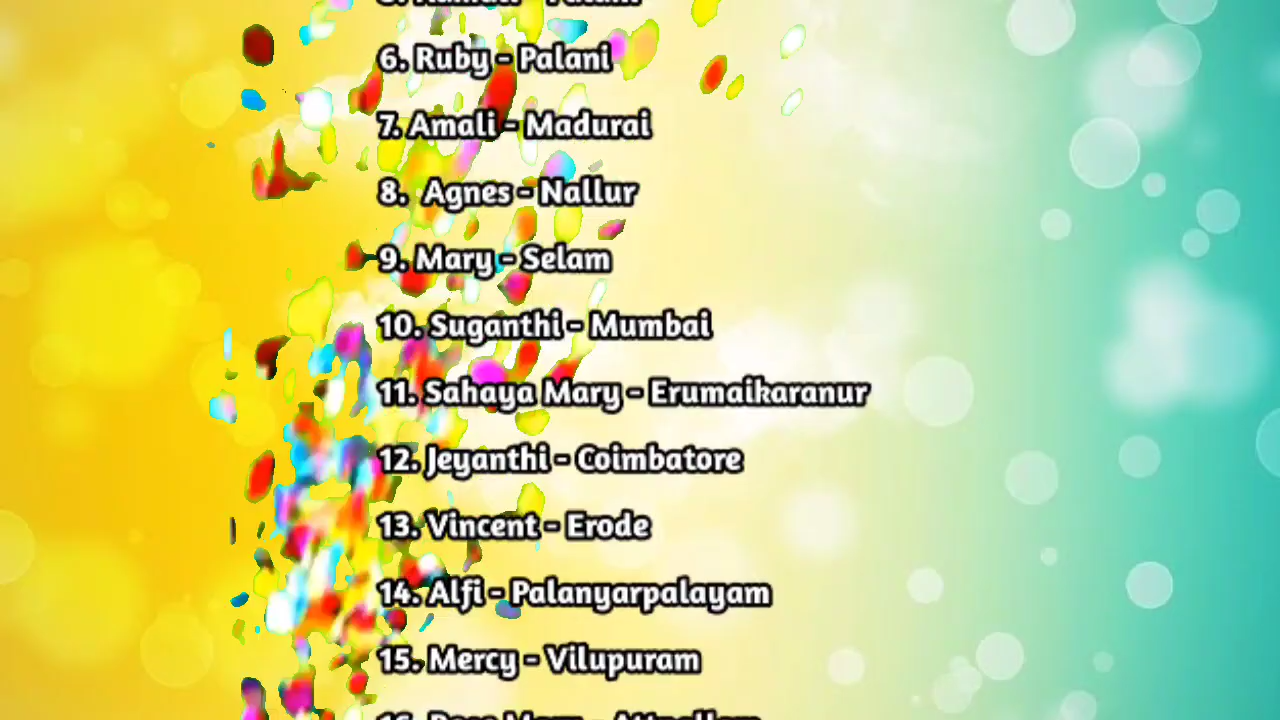 6. Ruby - Palani
7. Amali - Madurai
8. Agnes - Nallur
9. Mary - Selam
10. Suganthi - Mumbai
11. Sahaya Mary - Erumaikaranur
12. Jeyanthi - Coimbatore
13. Vincent - Erode
14. Alfi - Palanyarpalayam
15. Mercy - Vilupuram